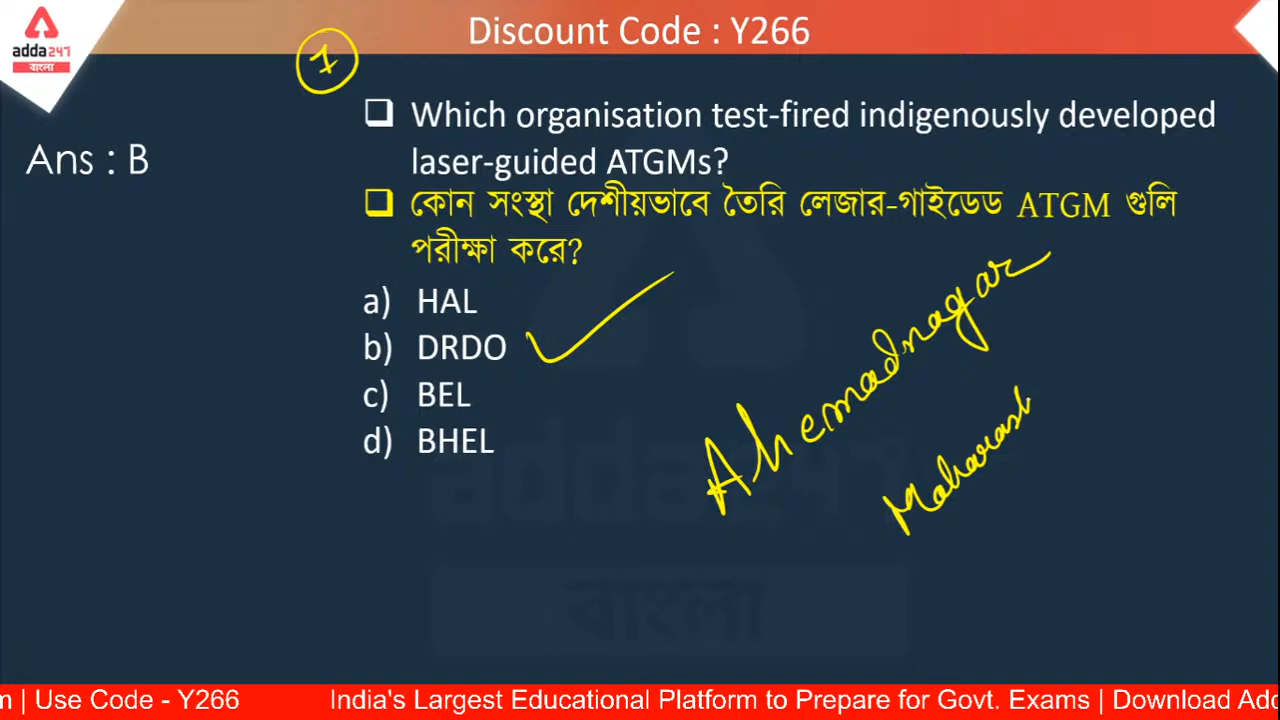 Discount Code : Y266
adda247
বাংলা
1
Which organisation test-fired indigenously developed
laser-guided ATGMs?
Ans : B
কোন সংস্থা দেশীয়ভাবে তৈরি লেজার-গাইডেড ATGM গুলি
পরীক্ষা করে?
a) HAL
b) DRDO
c) BEL
d) BHEL
Ahemadnagar
Maharash
adda247
বাংলা
m | Use Code - Y266 India's Largest Educational Platform to Prepare for Govt. Exams | Download Add